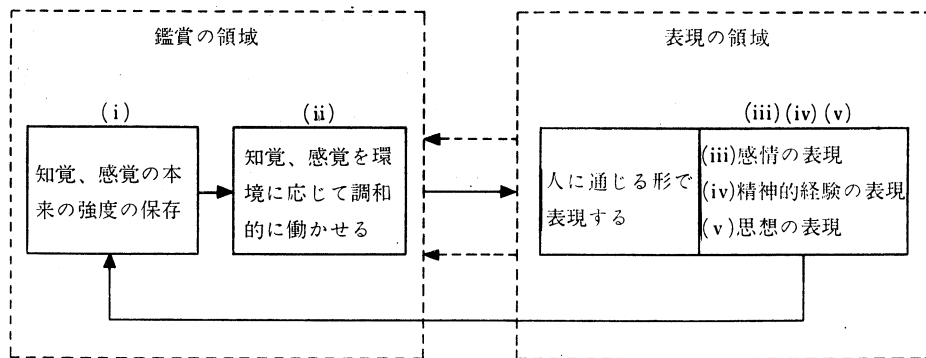 鑑賞の領域
表現の領域
(i)
(ii)
(iii)(iv)(v)
知覚、感覚の本
来の強度の保存
知覚、感覚を環
境に応じて調和
的に働かせる
人に通じる形で
表現する
(iii)感情の表現
(iv)精神的経験の表現
(v)思想の表現